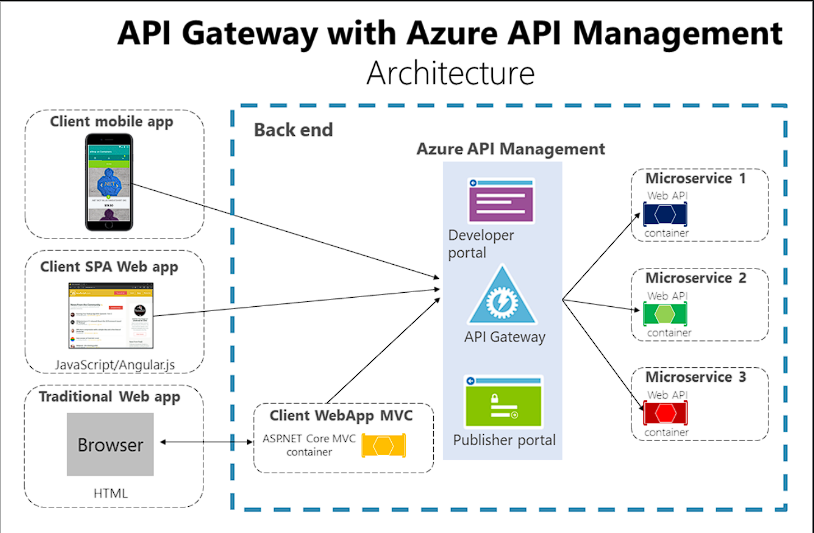 API Gateway with Azure API Management
Architecture
Client mobile app
Client SPA Web app
JavaScript/Angular.js
Traditional Web app
Browser
HTML
Back end
Client WebApp MVC
ASP.NET Core MVC
container
Azure API Management
Developer
portal
API Gateway
Publisher portal
Microservice 1
Web API
container
Microservice 2
Web API
container
Microservice 3
Web API
container